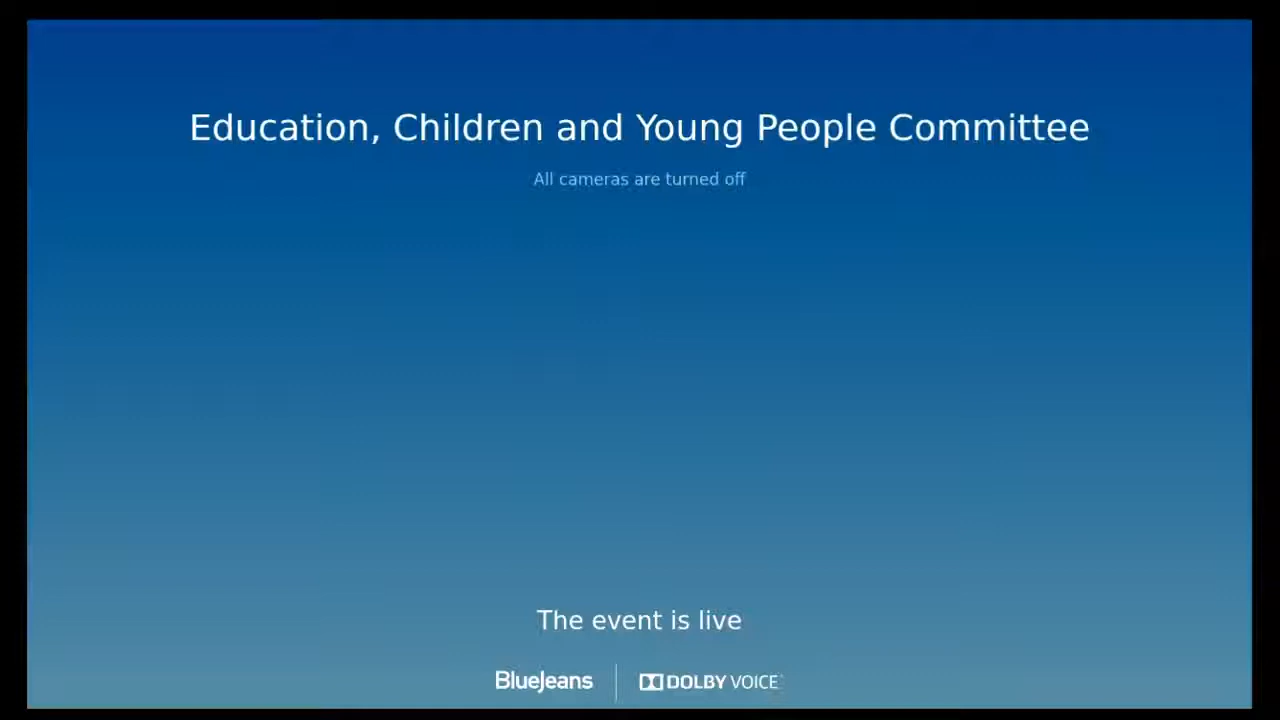 Education, Children and Young People Committee
All cameras are turned off
The event is live
BlueJeans
DOLBY VOICE